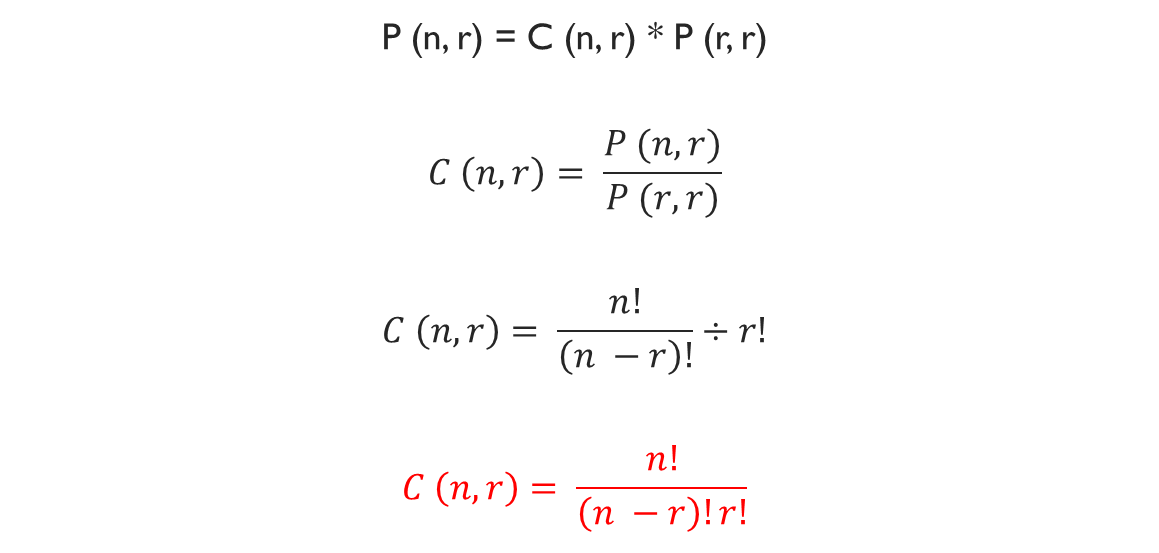 P (n, r) = C (n, r) * P (r, r)
C (n, r) = P (n, r) / P (r, r)
C (n, r) = n! / (n − r)! ÷ r!
C (n, r) = n! / (n − r)! r!